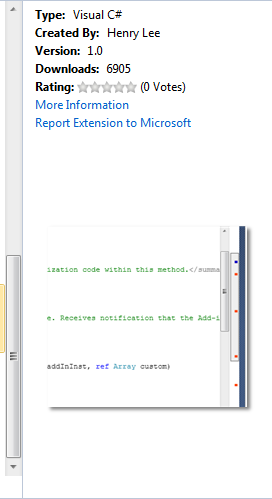 Type: Visual C#
Created By: Henry Lee
Version: 1.0
Downloads: 6905
Rating: (0 Votes)
More Information
Report Extension to Microsoft
ization code within this method.</summa
e. Receives notification that the Add-i
addInInst, ref Array custom)